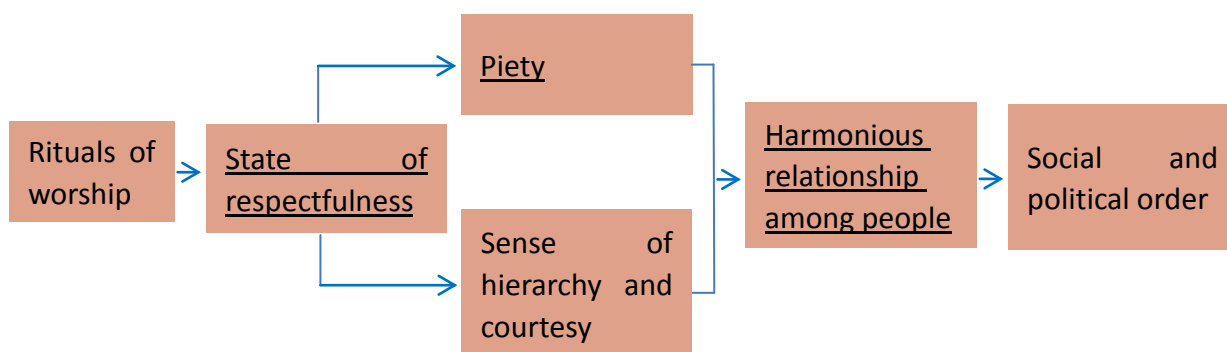 Rituals of
worship
State of
respectfulness
Piety
Sense of
hierarchy and
courtesy
Harmonious
relationship
among people
Social and
political order